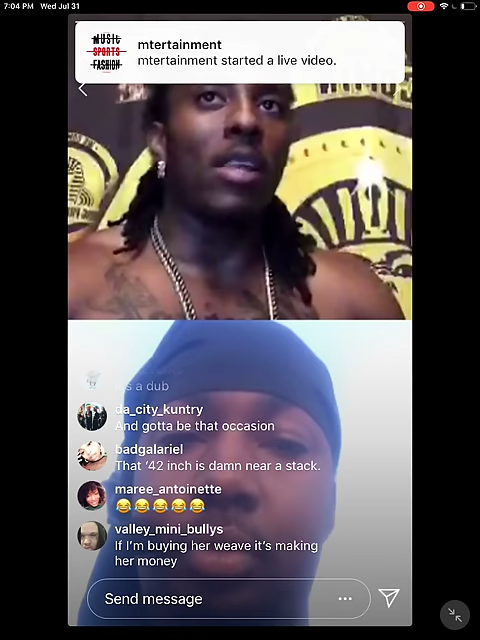 7:04 PM Wed Jul 31
MUSIC
SPORTS
FASHION
mtertainment
mtertainment started a live video.
It's a dub
da_city_kuntry
And gotta be that occasion
badgalariel
That '42 inch is damn near a stack.
maree_antoinette
😂😂😂😂😂
valley_mini_bullys
If I'm buying her weave it's making
her money
Send message